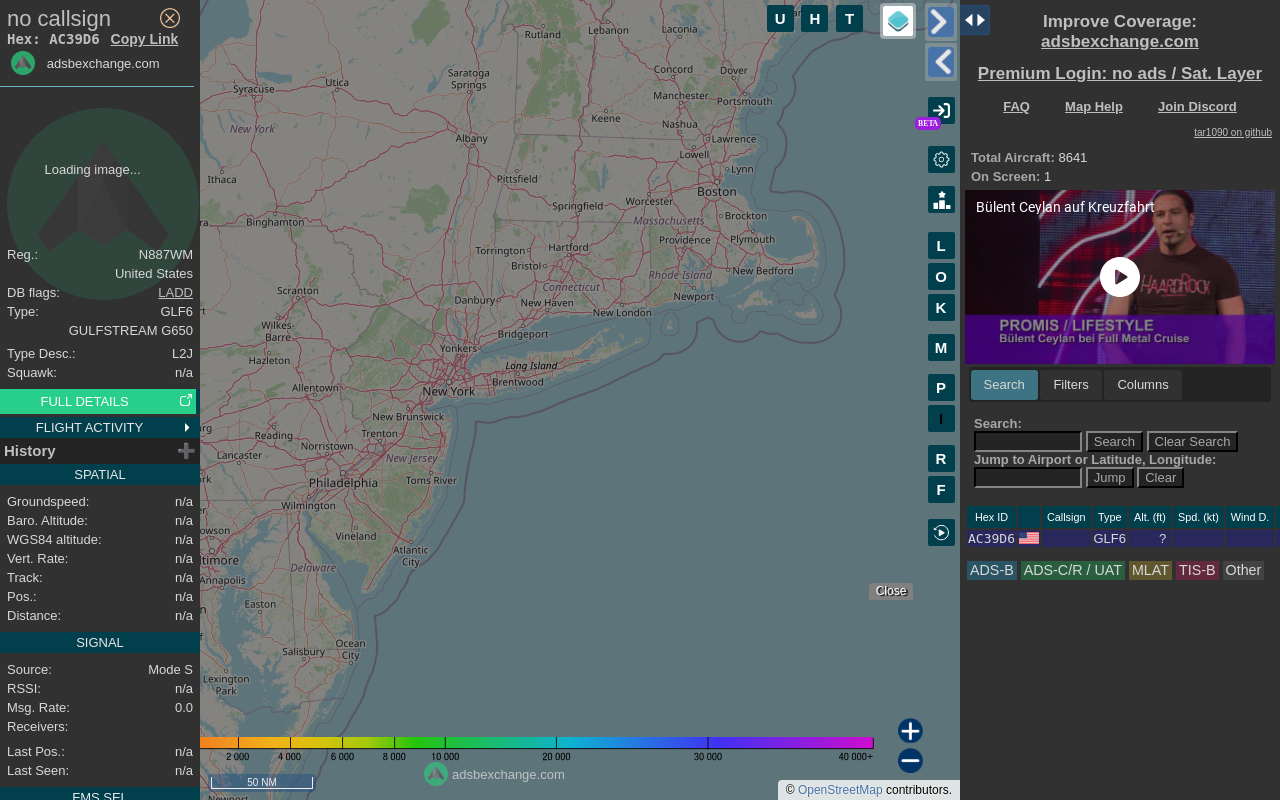 no callsign
Hex: AC39D6 Copy Link
adsbexchange.com
Loading image...
Reg.: N887WM
United States
DB flags: LADD
Type: GLF6
GULFSTREAM G650
Type Desc.: L2J
Squawk: n/a
FULL DETAILS
FLIGHT ACTIVITY
History
SPATIAL
Groundspeed: n/a
Baro. Altitude: n/a
WGS84 altitude: n/a
Vert. Rate: n/a
Track: n/a
Pos.: n/a
Distance: n/a
SIGNAL
Source: Mode S
RSSI: n/a
Msg. Rate: 0.0
Receivers:
Last Pos.: n/a
Last Seen: n/a
FMS SEL
Rutland
Lebanon
Laconia
Concord
Dover
Utica
Saratoga
Springs
Syracuse
Manchester
Portsmouth
Keene
Nashua
New York
Albany
Lawrence
Lowell
Lynn
Ithaca
Pittsfield
Boston
Worcester
Springfield
Brockton
Binghamton
Massachusetts
Plymouth
Providence
Hartford
Torrington
Bristol
Rhode Island
New Bedford
Connecticut
Scranton
Newport
Danbury
New Haven
New London
Wilkes-
Barre
Bridgeport
Yonkers
Hazleton
Long Island
Brentwood
Allentown
New York
New Brunswick
Reading
Trenton
Norristown
Lancaster
New Jersey
Philadelphia
Toms River
Wilmington
Vineland
Atlantic
City
Delaware
Annapolis
Easton
Ocean
City
Salisbury
Lexington
Park
Newport
U H T
BETA
L
O
K
M
P
I
R
F
Close
2 000 4 000 6 000 8 000 10 000 20 000 30 000 40 000+
adsbexchange.com
50 NM
© OpenStreetMap contributors.
Improve Coverage:
adsbexchange.com
Premium Login: no ads / Sat. Layer
FAQ Map Help Join Discord
tar1090 on github
Total Aircraft: 8641
On Screen: 1
Bülent Ceylan auf Kreuzfahrt
HAARDROCK
PROMIS / LIFESTYLE
Bülent Ceylan bei Full Metal Cruise
Search Filters Columns
Search:
Search Clear Search
Jump to Airport or Latitude, Longitude:
Jump Clear
Hex ID Callsign Type Alt. (ft) Spd. (kt) Wind D.
AC39D6 GLF6 ?
ADS-B ADS-C/R / UAT MLAT TIS-B Other